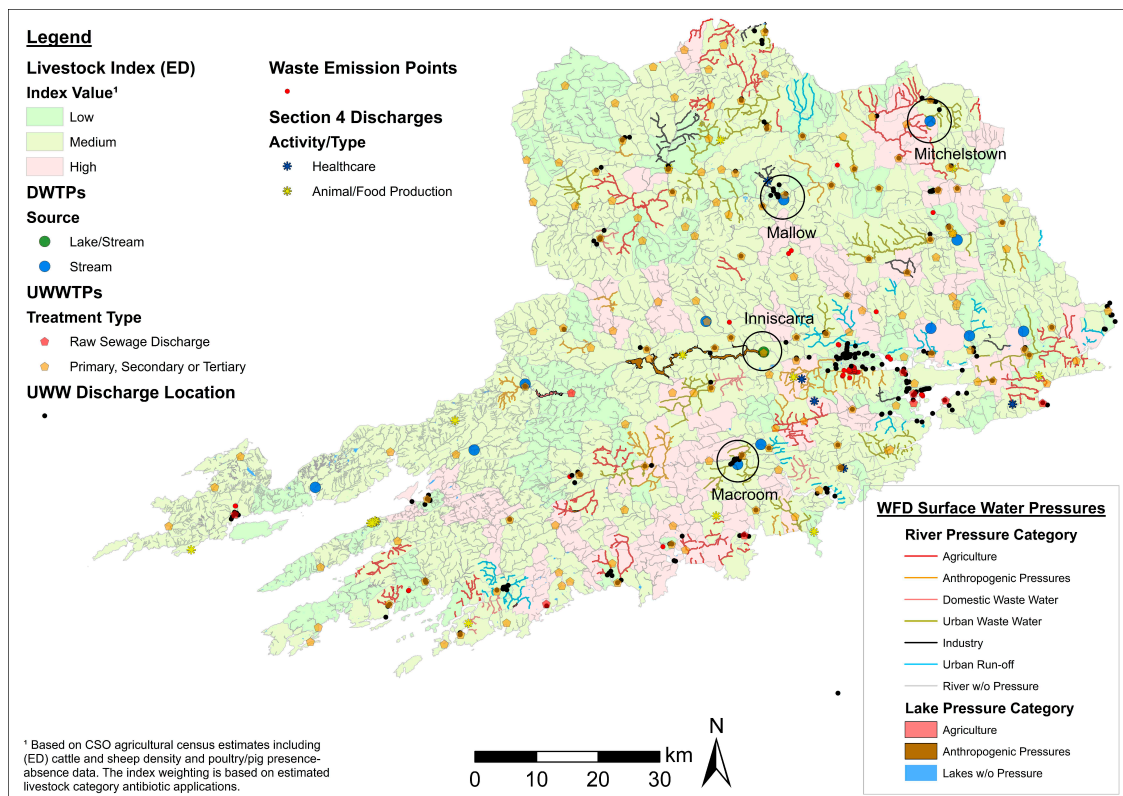 Legend
Livestock Index (ED)
Index Value¹
Low
Medium
High
DWTPs
Source
Lake/Stream
Stream
UWWTPs
Treatment Type
Raw Sewage Discharge
Primary, Secondary or Tertiary
UWW Discharge Location
Waste Emission Points
Section 4 Discharges
Activity/Type
Healthcare
Animal/Food Production
Mitchelstown
Mallow
Inniscarra
Macroom
WFD Surface Water Pressures
River Pressure Category
Agriculture
Anthropogenic Pressures
Domestic Waste Water
Urban Waste Water
Industry
Urban Run-off
River w/o Pressure
Lake Pressure Category
Agriculture
Anthropogenic Pressures
Lakes w/o Pressure
¹ Based on CSO agricultural census estimates including
(ED) cattle and sheep density and poultry/pig presence-
absence data. The index weighting is based on estimated
livestock category antibiotic applications.
km
0 10 20 30
N